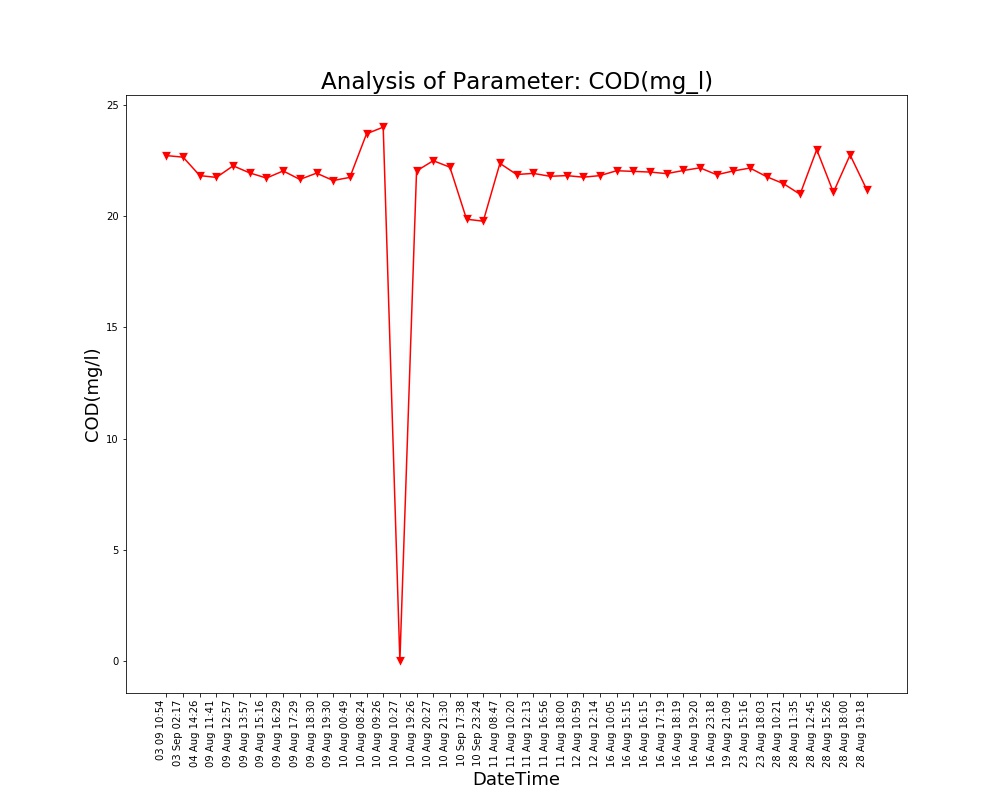 Analysis of Parameter: COD(mg_l)
25
20
15
10
5
0
COD(mg/l)
03 09 10:54
03 Sep 02:17
04 Aug 14:26
09 Aug 11:41
09 Aug 12:57
09 Aug 13:57
09 Aug 15:16
09 Aug 16:29
09 Aug 17:29
09 Aug 18:30
09 Aug 19:30
10 Aug 00:49
10 Aug 08:24
10 Aug 09:26
10 Aug 10:27
10 Aug 19:26
10 Aug 20:27
10 Aug 21:30
10 Sep 17:38
10 Sep 23:24
11 Aug 08:47
11 Aug 10:20
11 Aug 12:13
11 Aug 16:56
11 Aug 18:00
12 Aug 10:59
12 Aug 12:14
16 Aug 10:05
16 Aug 15:15
16 Aug 16:15
16 Aug 17:19
16 Aug 18:19
16 Aug 19:20
16 Aug 23:18
19 Aug 21:09
23 Aug 15:16
23 Aug 18:03
28 Aug 10:21
28 Aug 11:35
28 Aug 12:45
28 Aug 15:26
28 Aug 18:00
28 Aug 19:18
DateTime